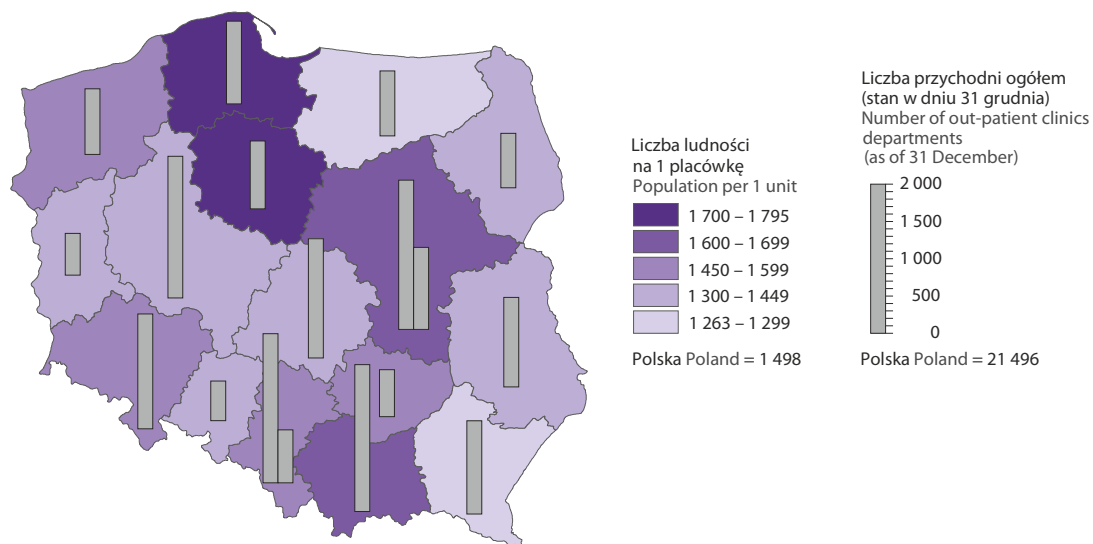 Liczba ludności
na 1 placówkę
Population per 1 unit
1 700 – 1 795
1 600 – 1 699
1 450 – 1 599
1 300 – 1 449
1 263 – 1 299
Polska Poland = 1 498
Liczba przychodni ogółem
(stan w dniu 31 grudnia)
Number of out-patient clinics
departments
(as of 31 December)
2 000
1 500
1 000
500
0
Polska Poland = 21 496